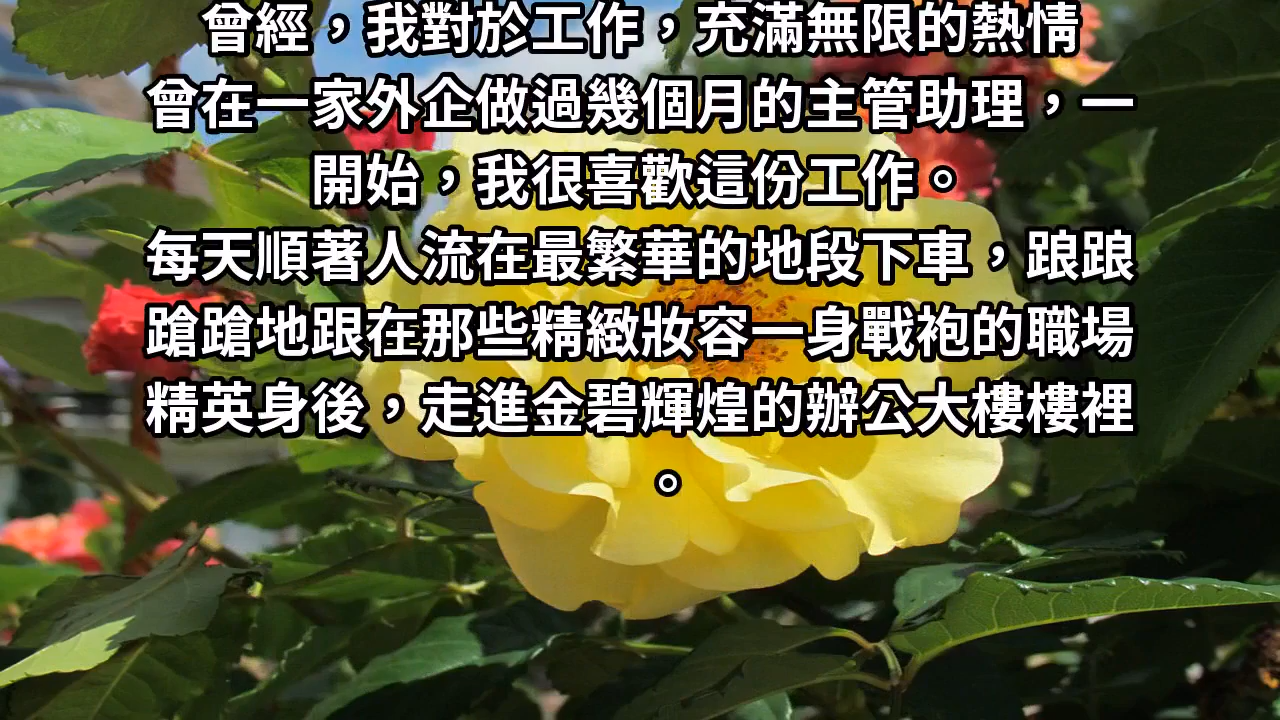 曾經，我對於工作，充滿無限的熱情
曾在一家外企做過幾個月的主管助理，一
開始，我很喜歡這份工作。
每天順著人流在最繁華的地段下車，踉踉
蹌蹌地跟在那些精緻妝容一身戰袍的職場
精英身後，走進金碧輝煌的辦公大樓樓裡
。